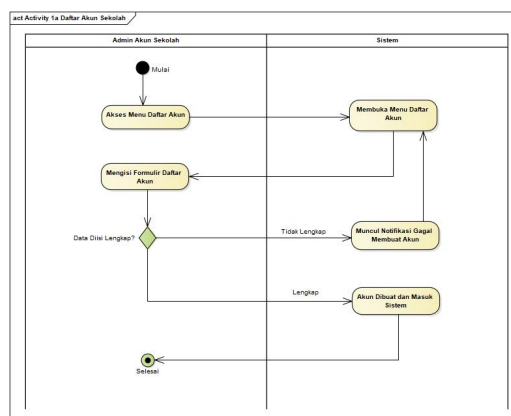 act Activity 1a Daftar Akun Sekolah
Admin Akun Sekolah
Sistem
Mulai
Akses Menu Daftar Akun
Membuka Menu Daftar
Akun
Mengisi Formulir Daftar
Akun
Data Diisi Lengkap?
Tidak Lengkap
Muncul Notifikasi Gagal
Membuat Akun
Lengkap
Akun Dibuat dan Masuk
Sistem
Selesai